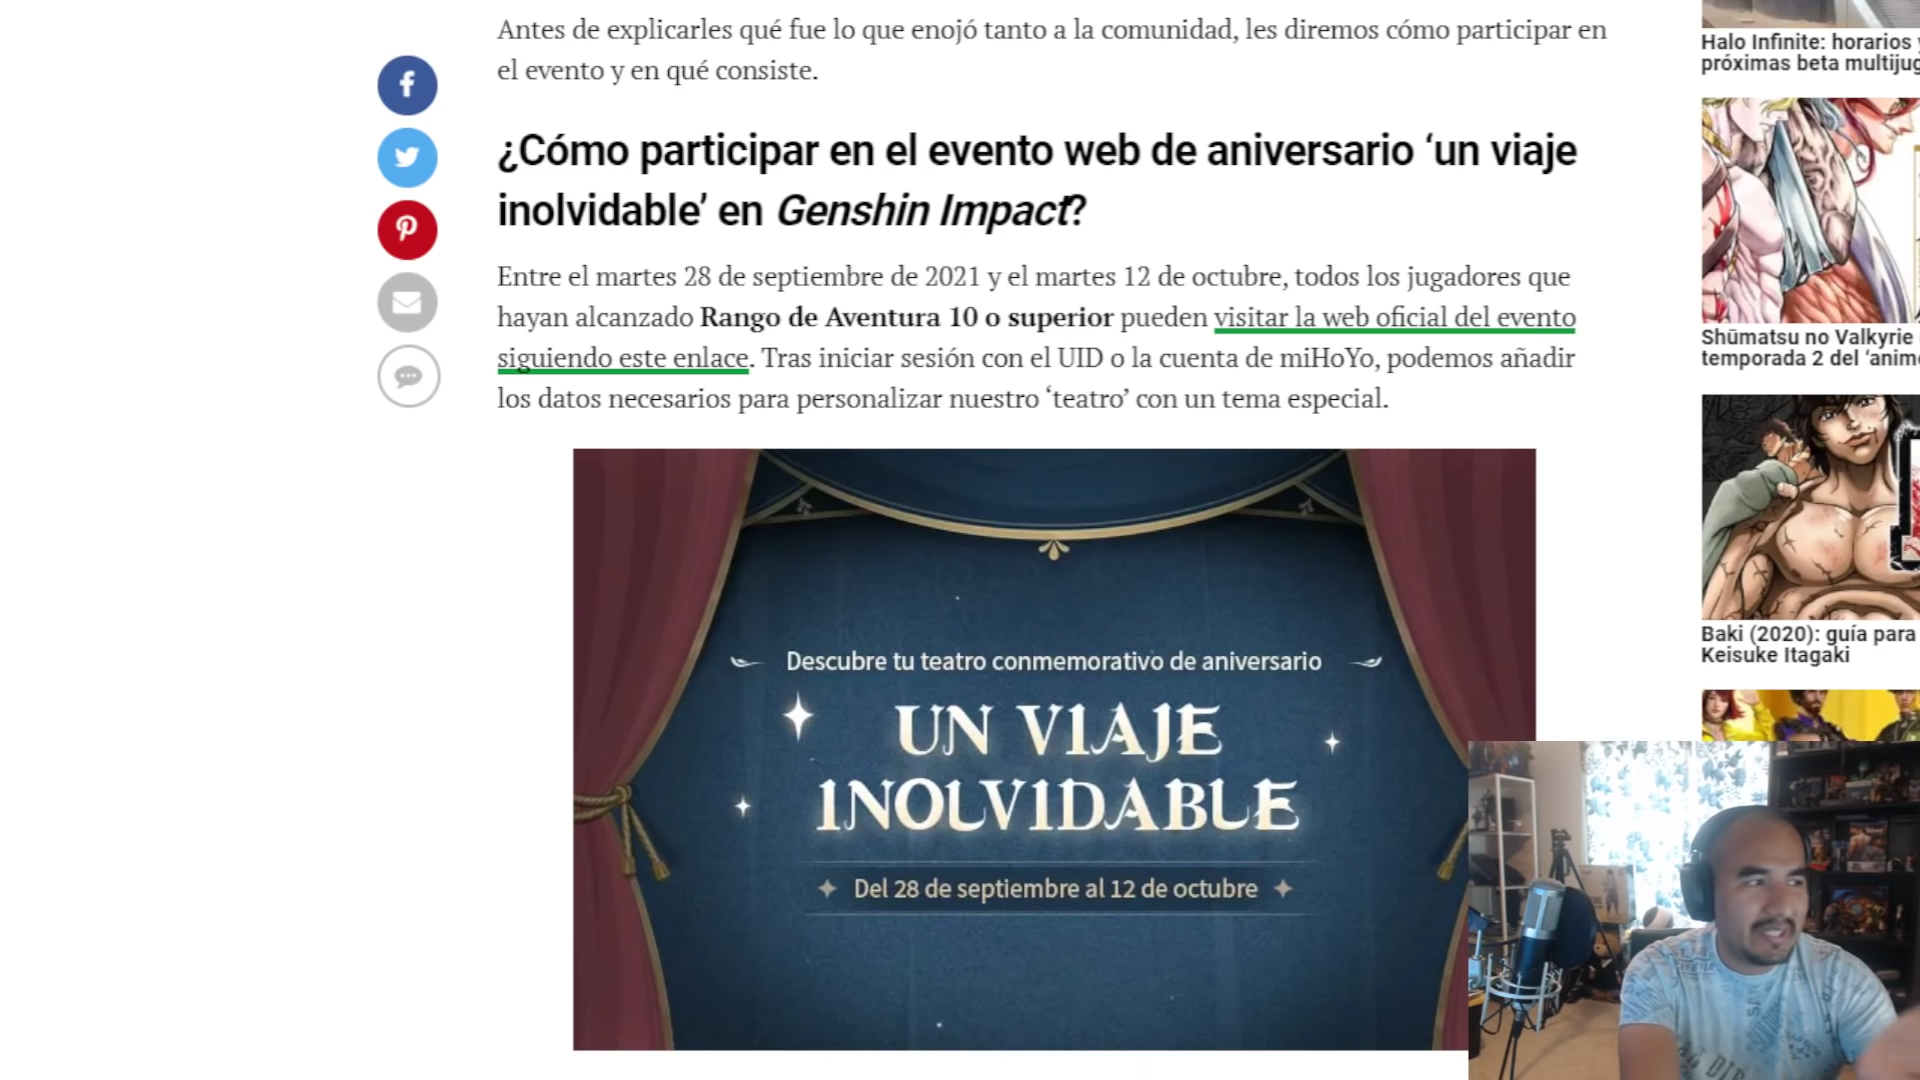 Antes de explicarles qué fue lo que enojó tanto a la comunidad, les diremos cómo participar en
el evento y en qué consiste.
¿Cómo participar en el evento web de aniversario ‘un viaje
inolvidable’ en Genshin Impact?
Entre el martes 28 de septiembre de 2021 y el martes 12 de octubre, todos los jugadores que
hayan alcanzado Rango de Aventura 10 o superior pueden visitar la web oficial del evento
siguiendo este enlace. Tras iniciar sesión con el UID o la cuenta de miHoYo, podemos añadir
los datos necesarios para personalizar nuestro ‘teatro’ con un tema especial.
Descubre tu teatro conmemorativo de aniversario
UN VIAJE
INOLVIDABLE
Del 28 de septiembre al 12 de octubre
Halo Infinite: horarios
próximas beta
Shūmatsu no Valkyrie
temporada 2 del
Baki (2020): guía para
Keisuke Itagaki